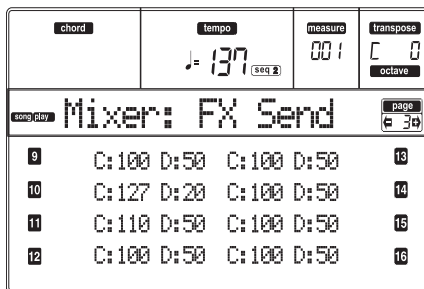 chord tempo measure transpose
♩= 137 seq 2 001 C 0
octave
song play Mixer: FX Send page
3
9 C:100 D:50 C:100 D:50 13
10 C:127 D:20 C:100 D:50 14
11 C:110 D:50 C:100 D:50 15
12 C:100 D:50 C:100 D:50 16